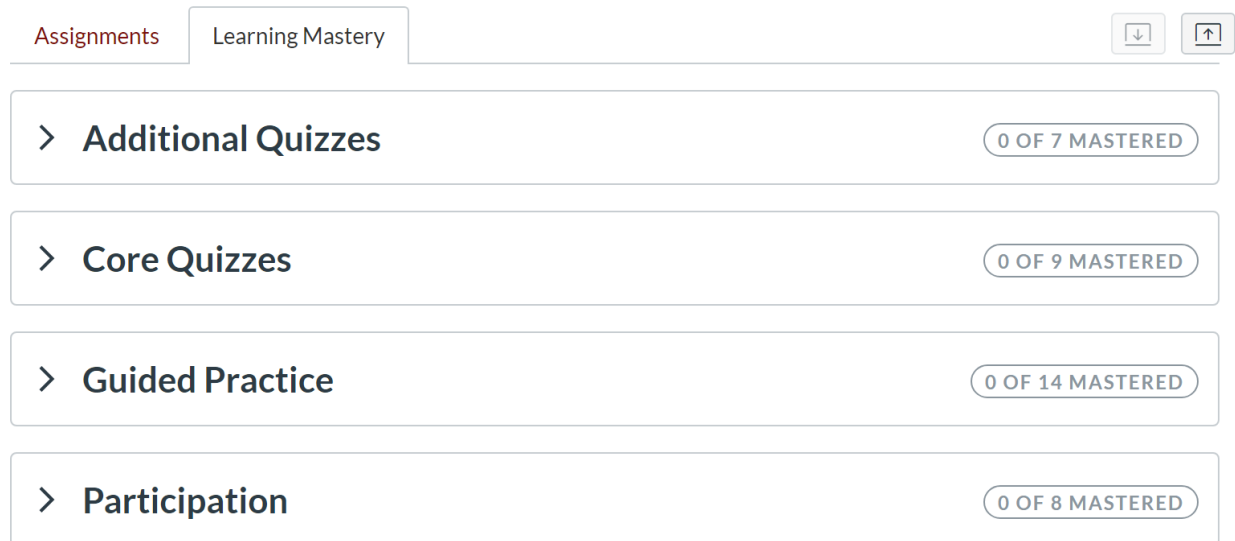 Assignments Learning Mastery
Additional Quizzes 0 OF 7 MASTERED
Core Quizzes 0 OF 9 MASTERED
Guided Practice 0 OF 14 MASTERED
Participation 0 OF 8 MASTERED